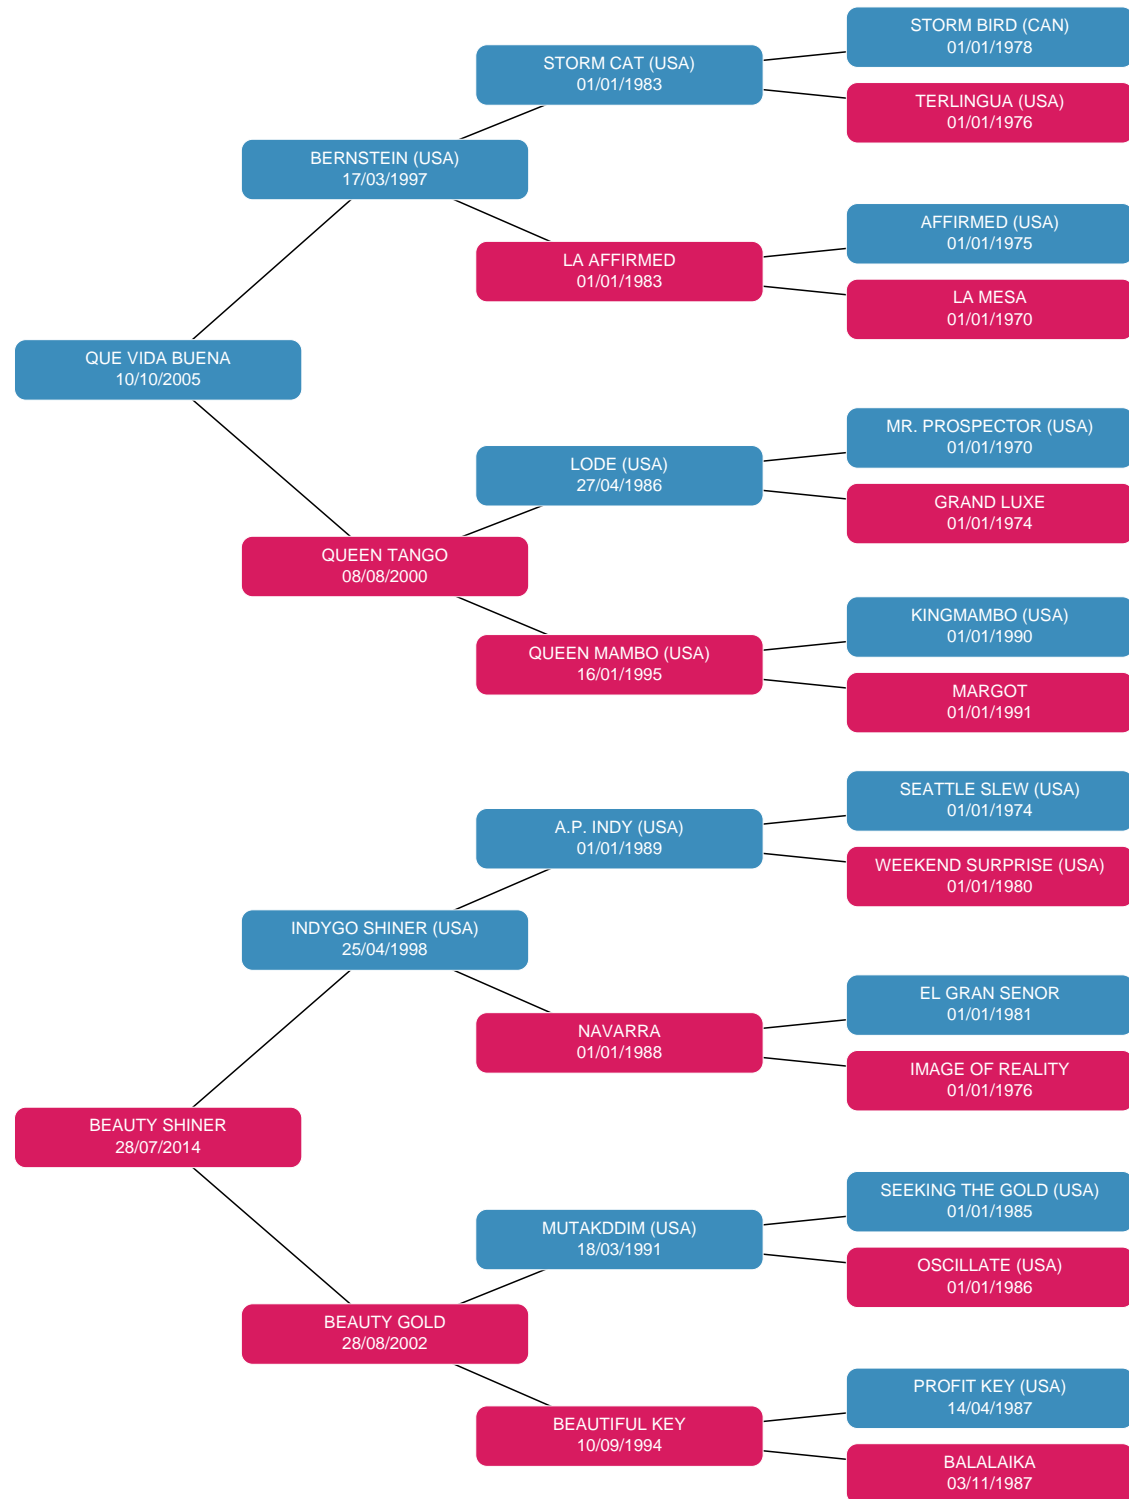 STORM BIRD (CAN)
01/01/1978
STORM CAT (USA)
01/01/1983
TERLINGUA (USA)
01/01/1976
BERNSTEIN (USA)
17/03/1997
AFFIRMED (USA)
01/01/1975
LA AFFIRMED
01/01/1983
LA MESA
01/01/1970
QUE VIDA BUENA
10/10/2005
MR. PROSPECTOR (USA)
01/01/1970
LODE (USA)
27/04/1986
GRAND LUXE
01/01/1974
QUEEN TANGO
08/08/2000
KINGMAMBO (USA)
01/01/1990
QUEEN MAMBO (USA)
16/01/1995
MARGOT
01/01/1991
SEATTLE SLEW (USA)
01/01/1974
A.P. INDY (USA)
01/01/1989
WEEKEND SURPRISE (USA)
01/01/1980
INDYGO SHINER (USA)
25/04/1998
EL GRAN SENOR
01/01/1981
NAVARRA
01/01/1988
IMAGE OF REALITY
01/01/1976
BEAUTY SHINER
28/07/2014
SEEKING THE GOLD (USA)
01/01/1985
MUTAKDDIM (USA)
18/03/1991
OSCILLATE (USA)
01/01/1986
BEAUTY GOLD
28/08/2002
PROFIT KEY (USA)
14/04/1987
BEAUTIFUL KEY
10/09/1994
BALALAIKA
03/11/1987